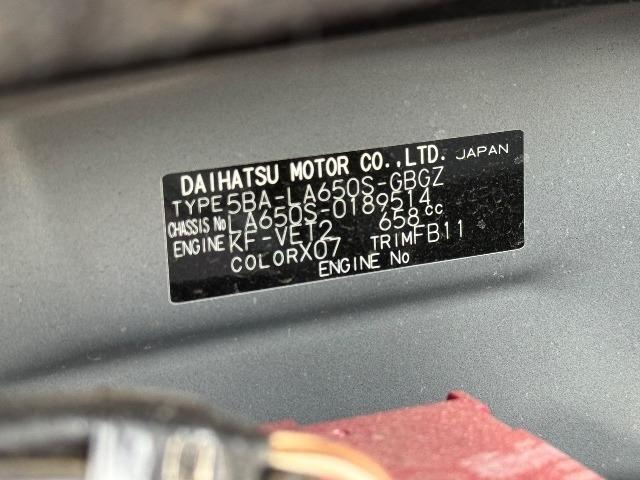 DAIHATSU MOTOR CO.,LTD. JAPAN
TYPE 5BA-LA650S-GBGZ
CHASSIS No LA650S-0189514
ENGINE KF-VET2 658cc
COLOR X07 TRIM FB11
ENGINE No